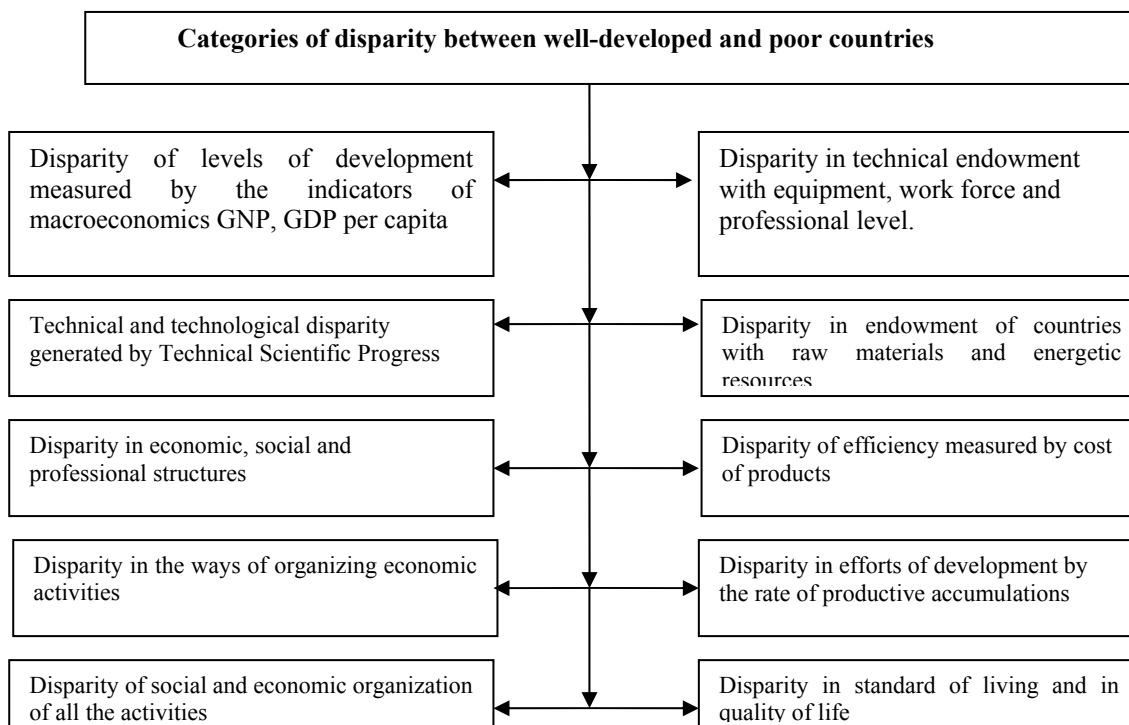 Categories of disparity between well-developed and poor countries
Disparity of levels of development
measured by the indicators of
macroeconomics GNP, GDP per capita
Disparity in technical endowment
with equipment, work force and
professional level.
Technical and technological disparity
generated by Technical Scientific Progress
Disparity in endowment of countries
with raw materials and energetic
resources
Disparity in economic, social and
professional structures
Disparity of efficiency measured by cost
of products
Disparity in the ways of organizing economic
activities
Disparity in efforts of development by
the rate of productive accumulations
Disparity of social and economic organization
of all the activities
Disparity in standard of living and in
quality of life